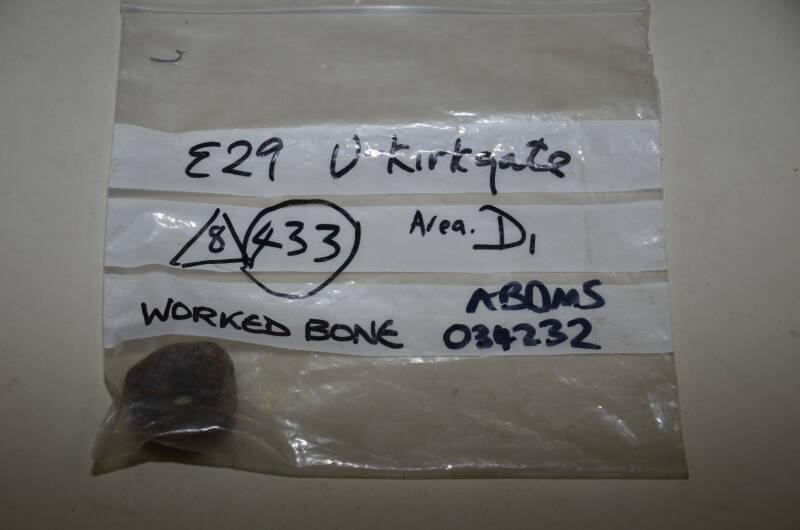 E29 U-Kirkgate
8 433 Area. D1
WORKED BONE ABDMS
034232